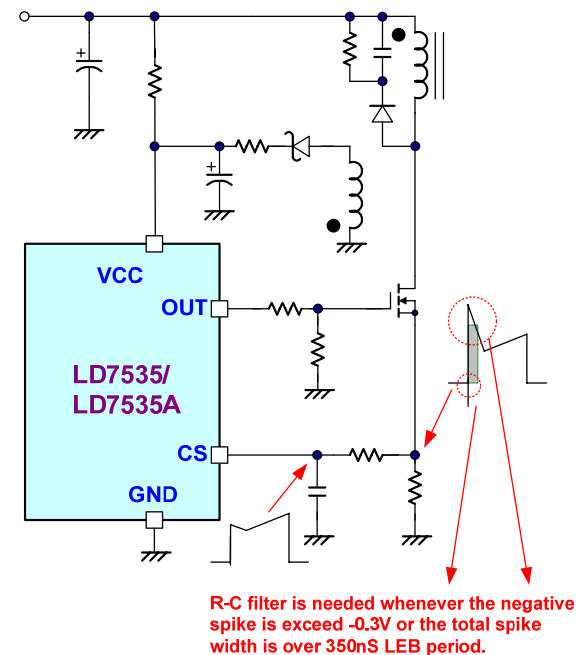 VCC
OUT
LD7535/
LD7535A
CS
GND
R-C filter is needed whenever the negative
spike is exceed -0.3V or the total spike
width is over 350nS LEB period.